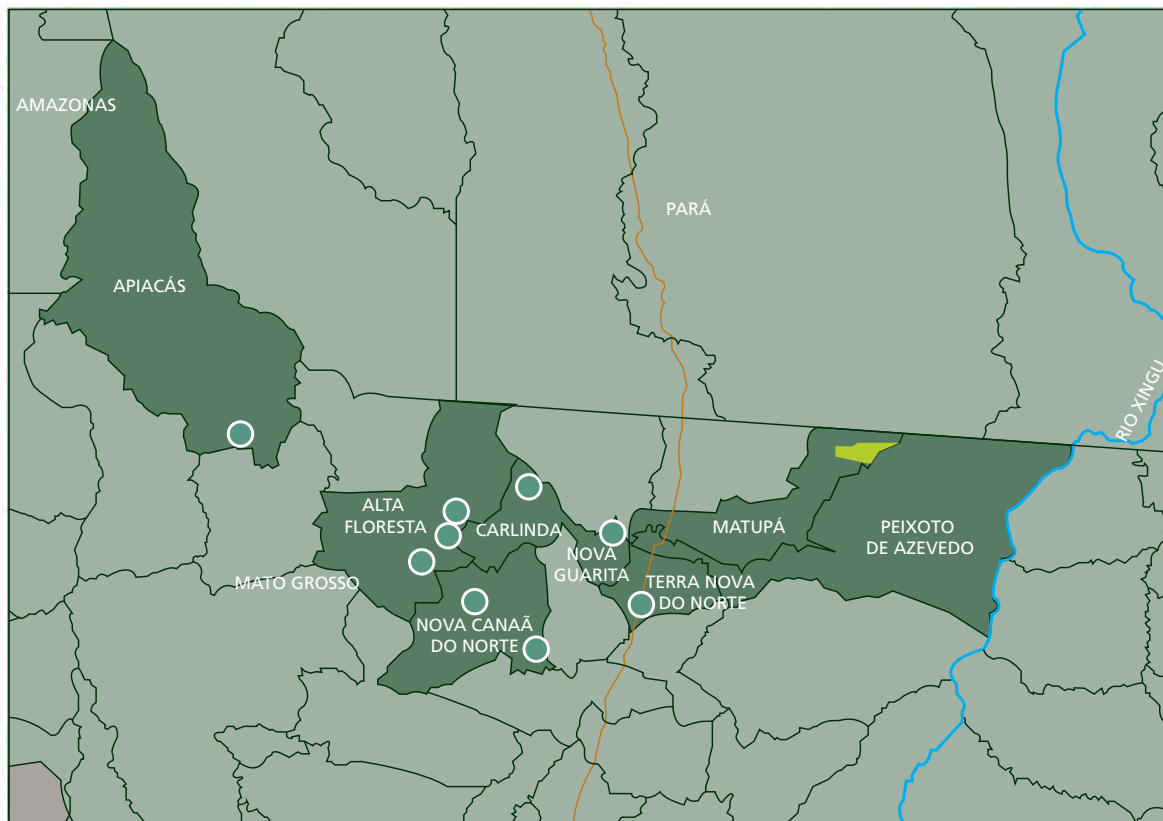 AMAZONAS
PARÁ
APIACÁS
RIO XINGU
ALTA
FLORESTA
CARLINDA
MATUPÁ
PEIXOTO
DE AZEVEDO
NOVA
GUARITA
MATO GROSSO
TERRA NOVA
DO NORTE
NOVA CANAÃ
DO NORTE